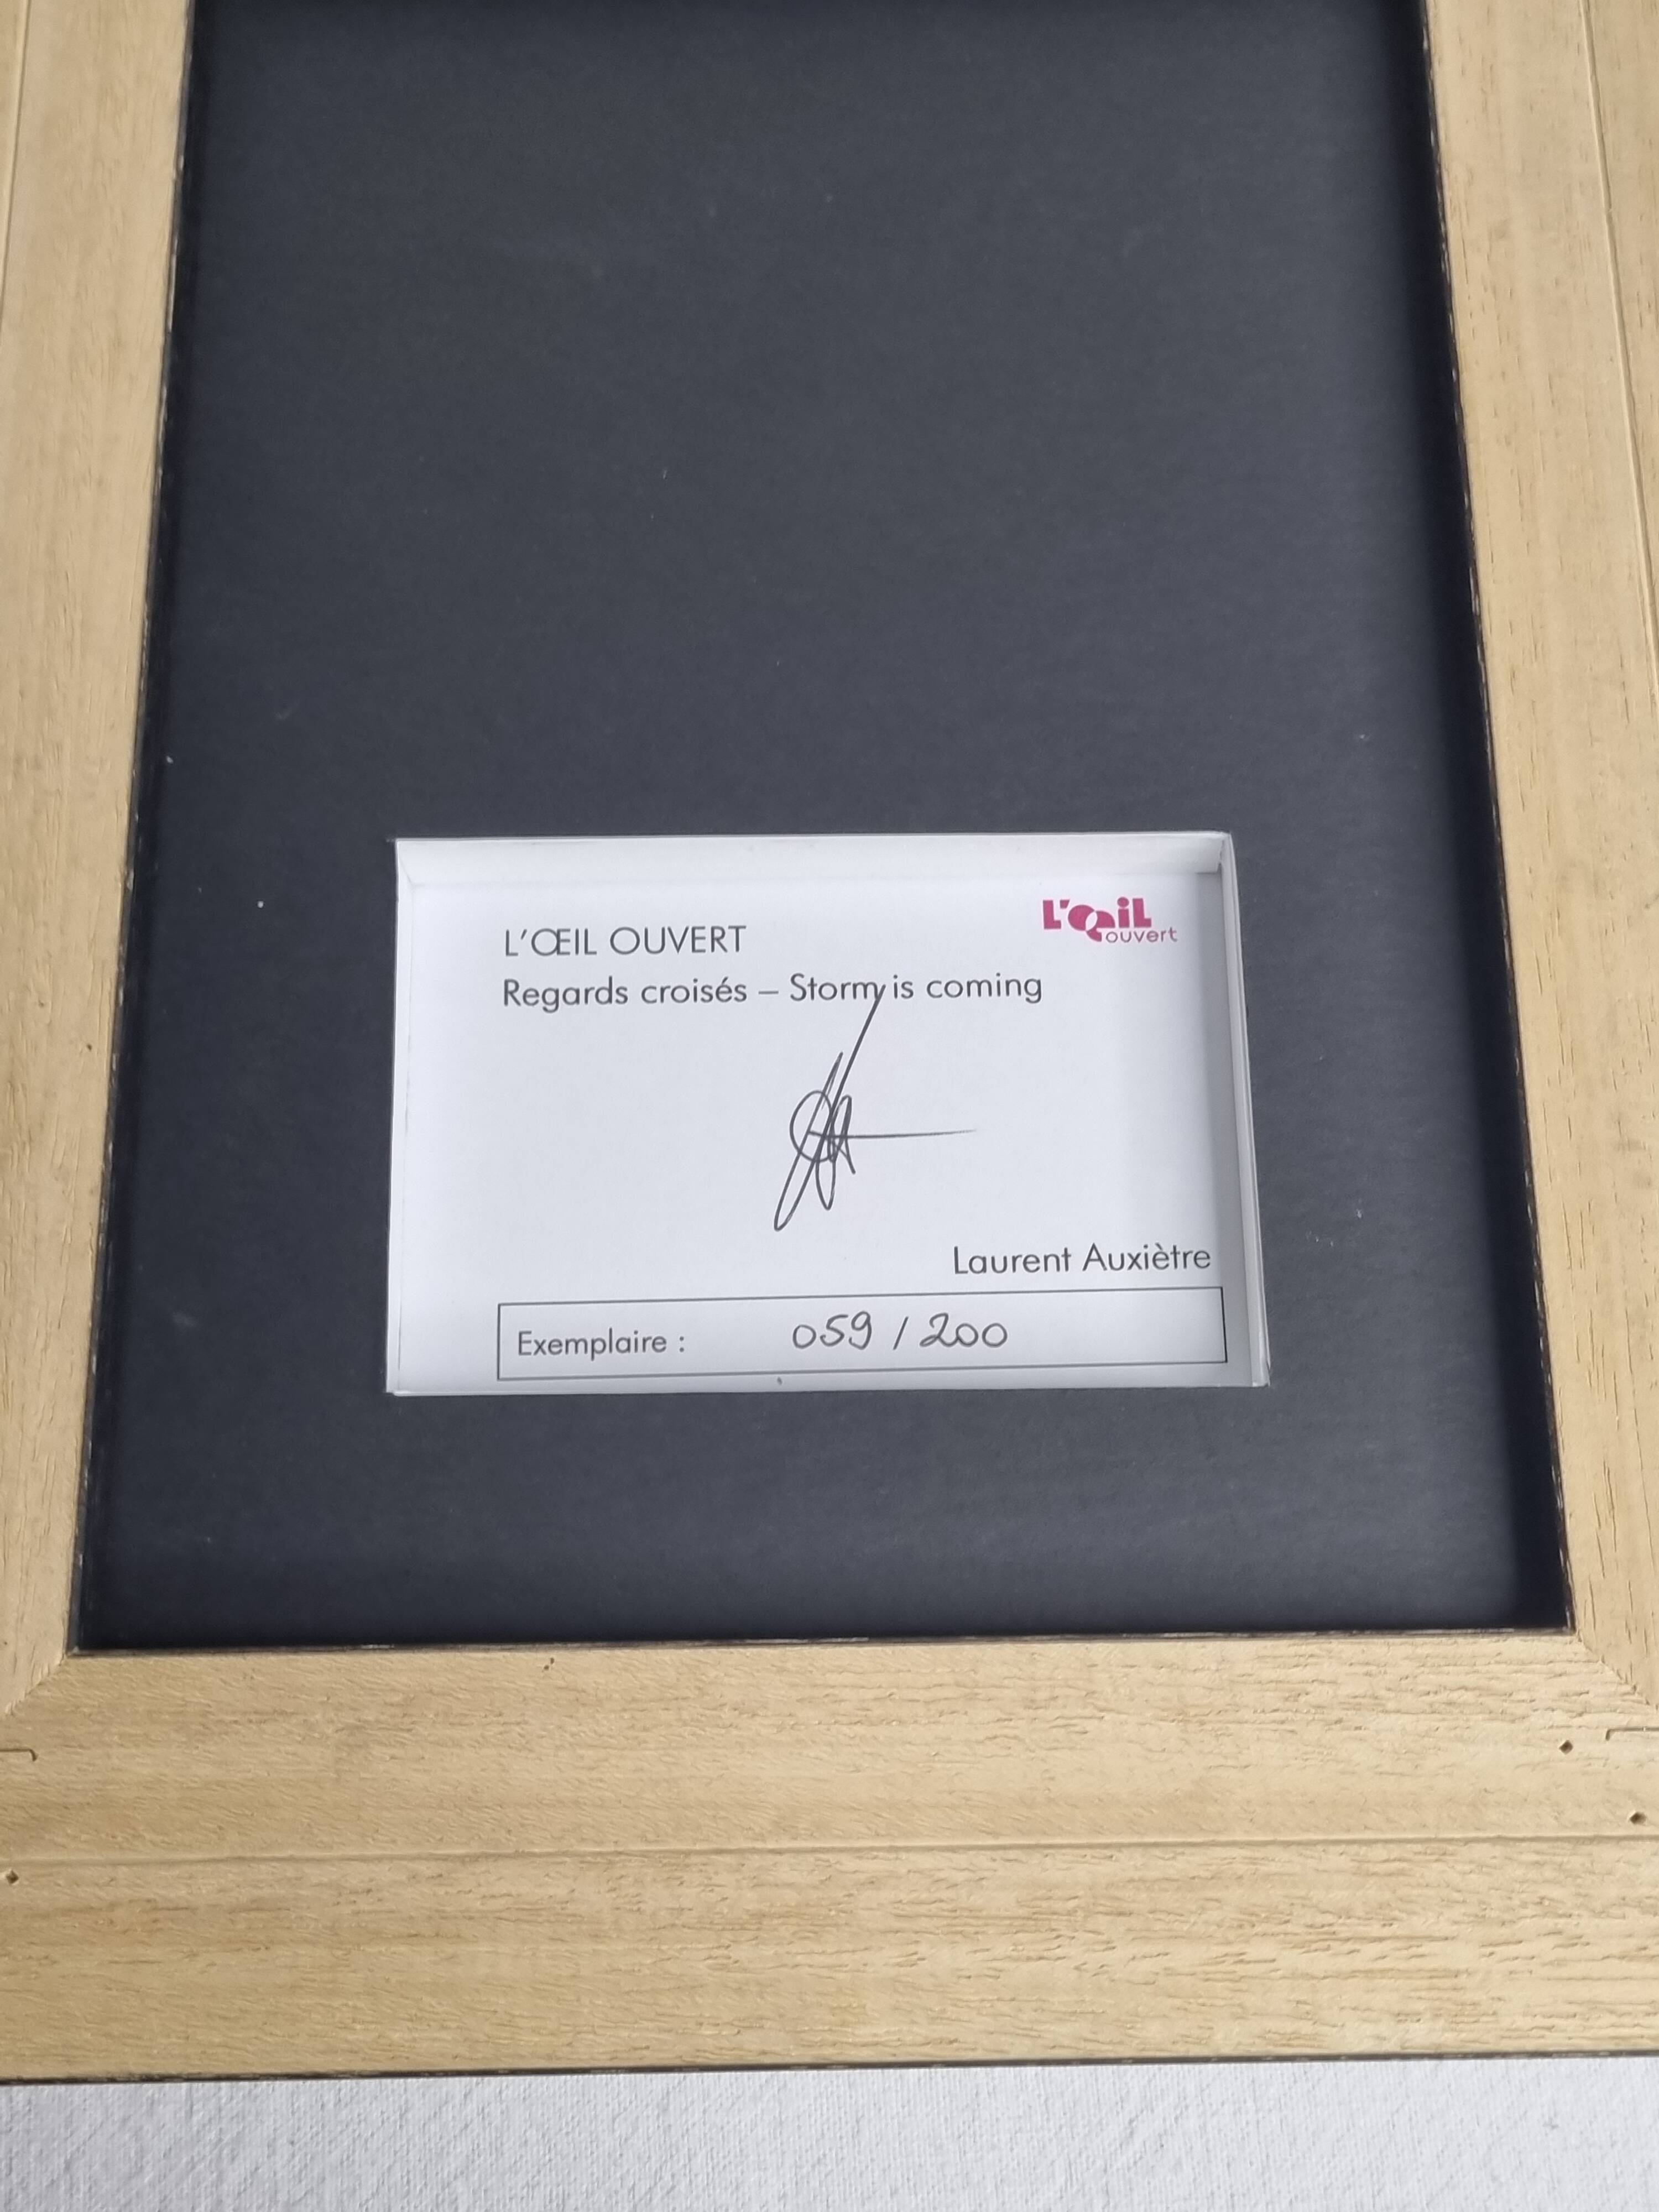 L'ŒIL OUVERT
L'Œil
ouvert
Regards croisés – Storm is coming
Laurent Auxiètre
Exemplaire : 059 / 200